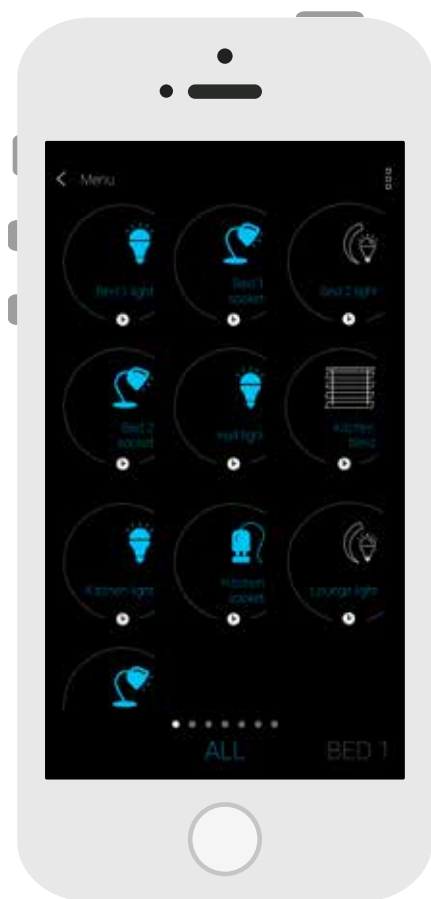 Menu
Bed 1 light
Bed 1
socket
Bed 2 light
Bed 2
socket
Hall light
Kitchen
blind
Kitchen light
Kitchen
socket
Lounge light
ALL
BED 1